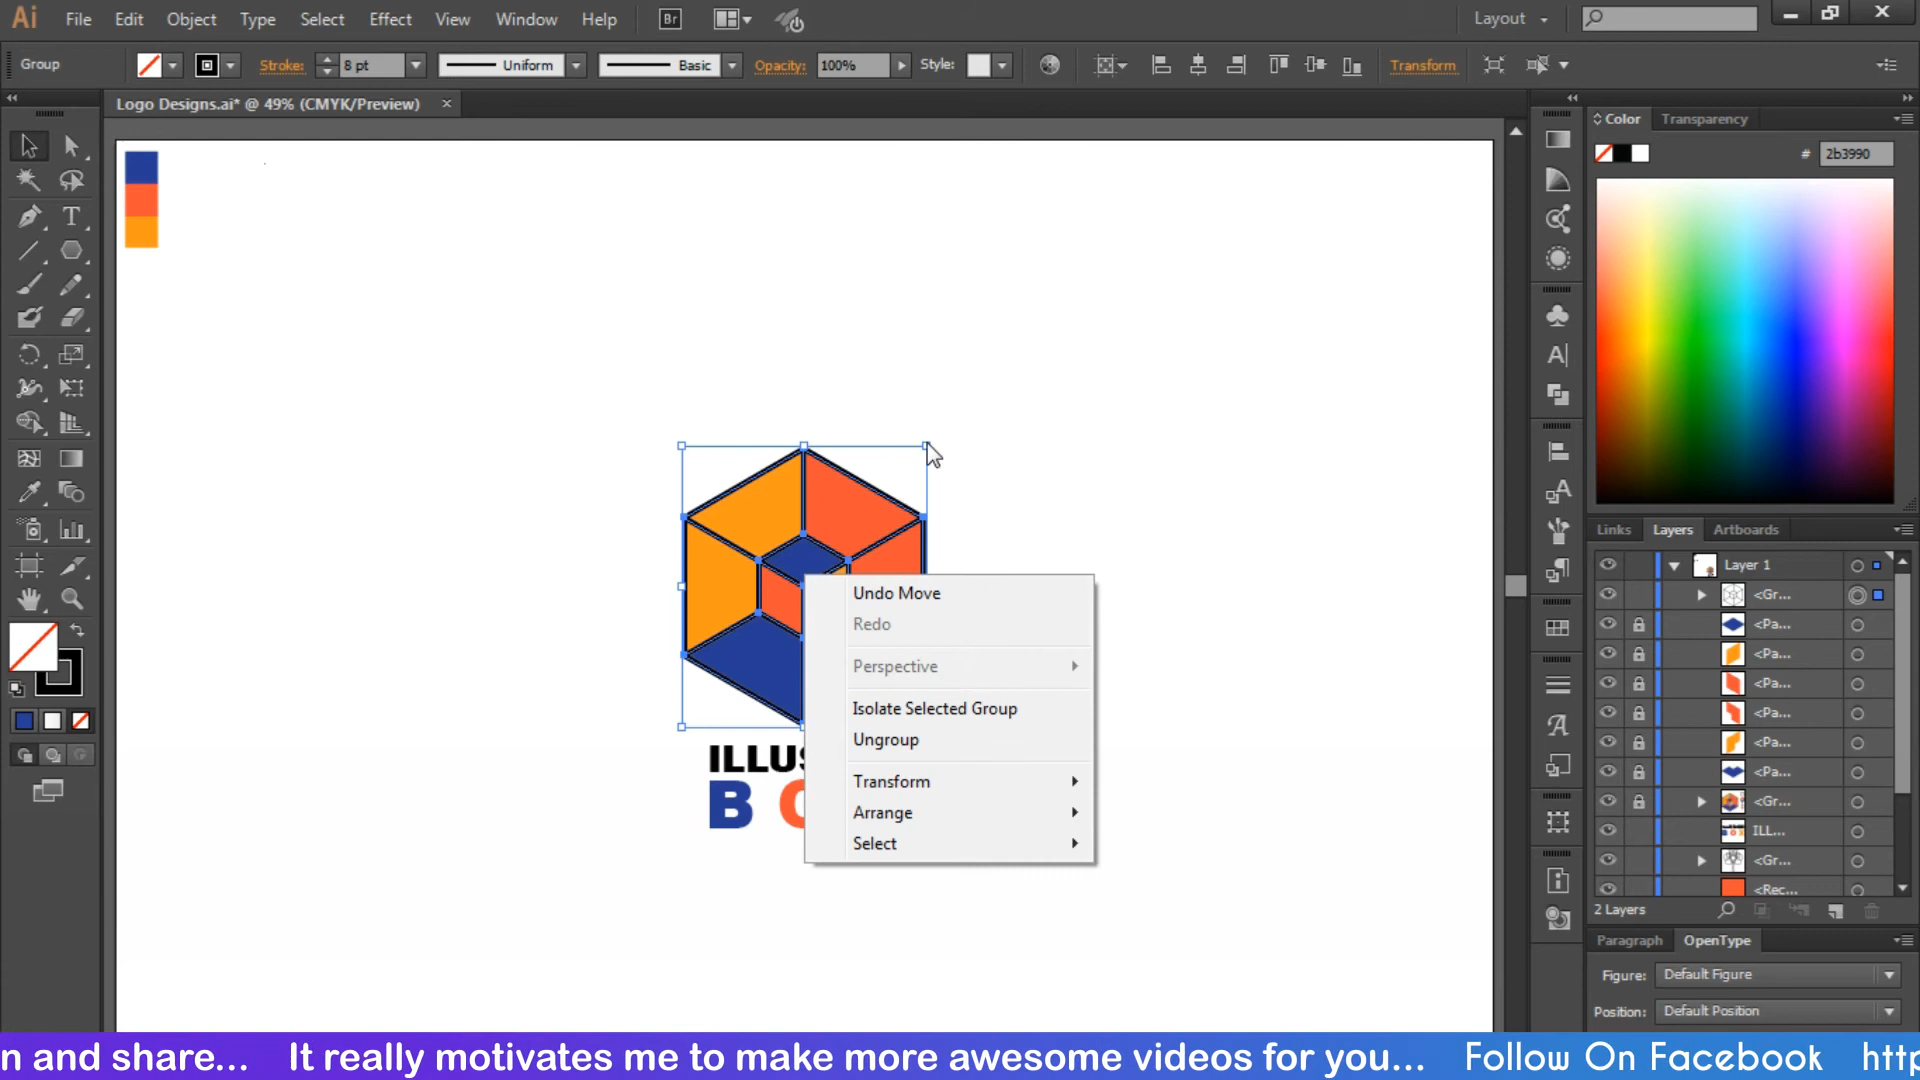 Ai File Edit Object Type Select Effect View Window Help Br Layout
Group Stroke: 8 pt Uniform Basic Opacity: 100% Style: Transform
Logo Designs.ai* @ 49% (CMYK/Preview)
Color Transparency
# 2b3990
Links Layers Artboards
Layer 1
<Gr...
<Pa...
<Pa...
<Pa...
<Pa...
<Pa...
<Pa...
<Gr...
ILL...
<Gr...
<Rec...
2 Layers
Paragraph OpenType
Figure: Default Figure
Position: Default Position
Undo Move
Redo
Perspective
Isolate Selected Group
Ungroup
Transform
Arrange
Select
ILLUS
B O
n and share... It really motivates me to make more awesome videos for you... Follow On Facebook http